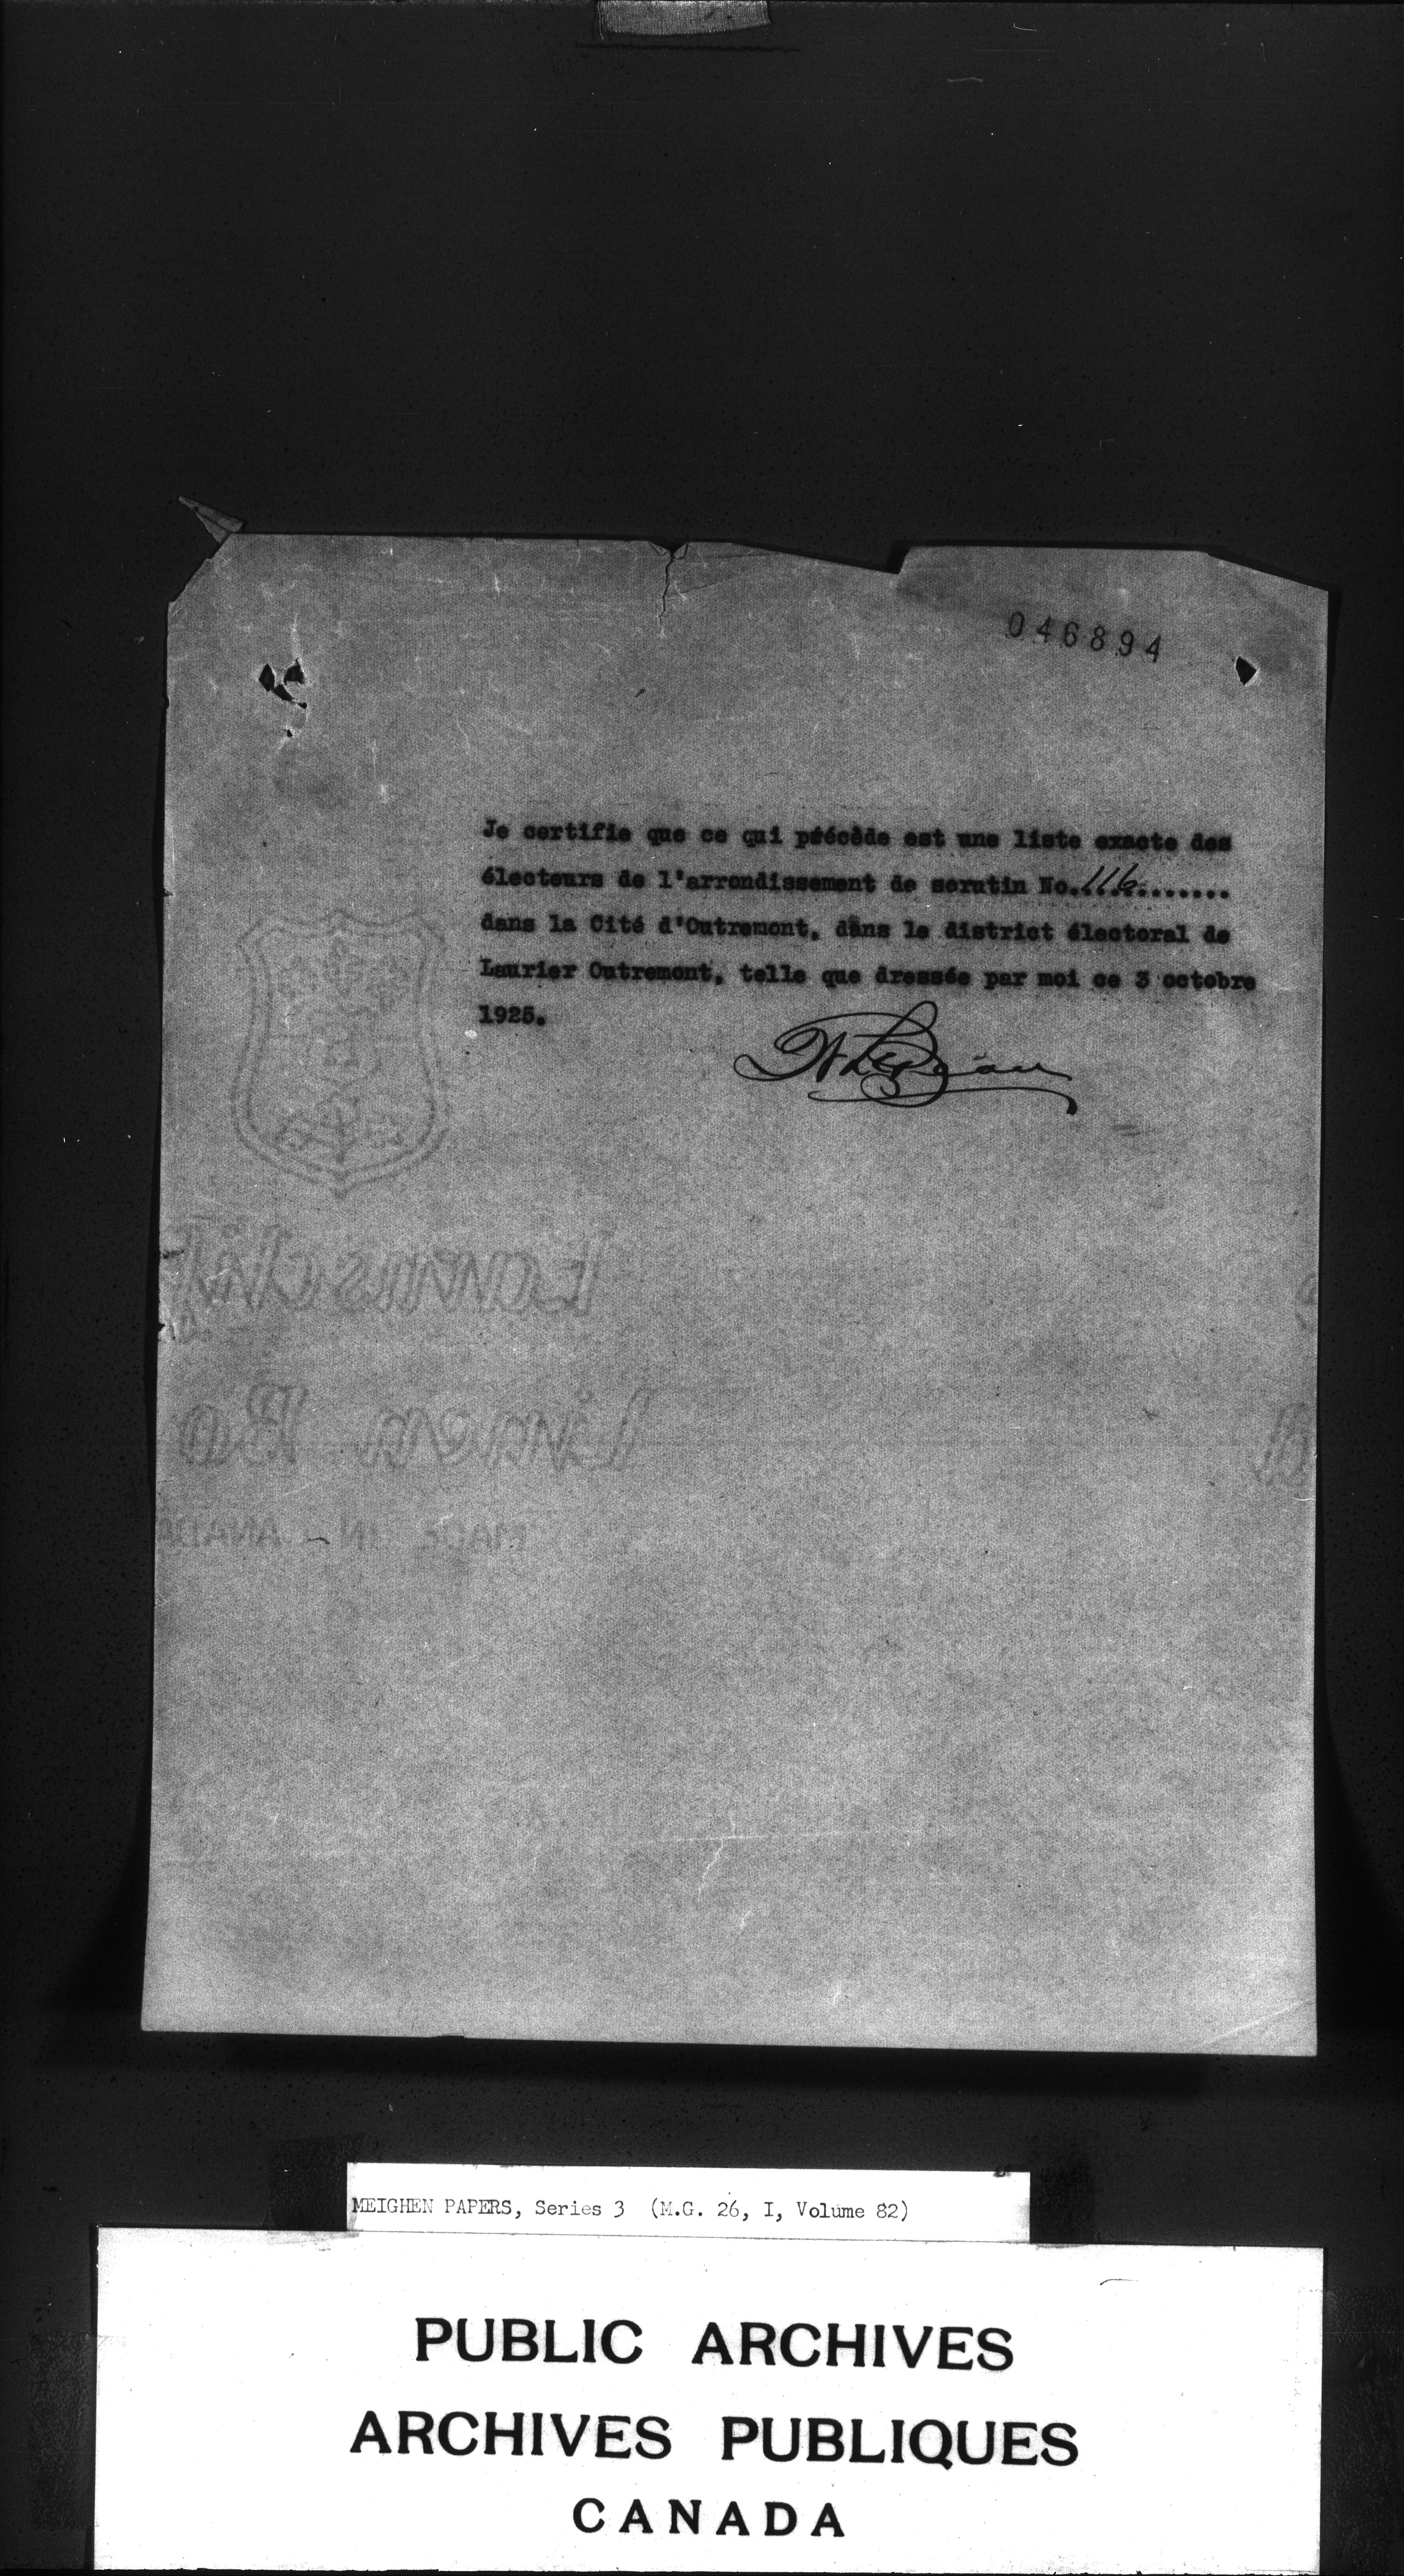 046894
Je certifie que ce qui précède est une liste exacte des
électeurs de l'arrondissement de scrutin No. 116........
dans la Cité d'Outremont, dans le district électoral de
Laurier Outremont, telle que dressée par moi ce 3 octobre
1925.
MEIGHEN PAPERS, Series 3 (M.G. 26, I, Volume 82)
PUBLIC ARCHIVES
ARCHIVES PUBLIQUES
CANADA